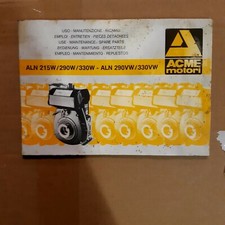 USO - MANUTENZIONE - RICAMBI
EMPLOI - ENTRETIEN - PIECES DETACHEES
USE - MAINTENANCE - SPARE PARTS
BEDIENUNG - WARTUNG - ERSATZTEILE
EMPLEO - MANTENIMIENTO - REPUESTOS
ACME
motori
ALN 215W/290W/330W - ALN 290VW/330VW